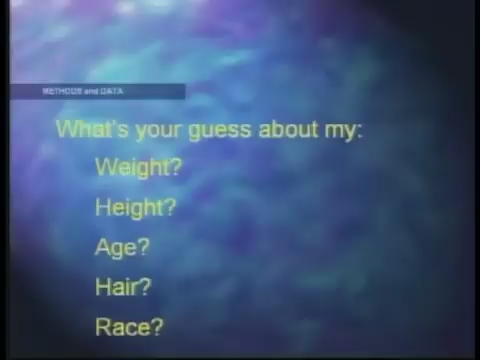 METHODS and DATA
What's your guess about my:
Weight?
Height?
Age?
Hair?
Race?